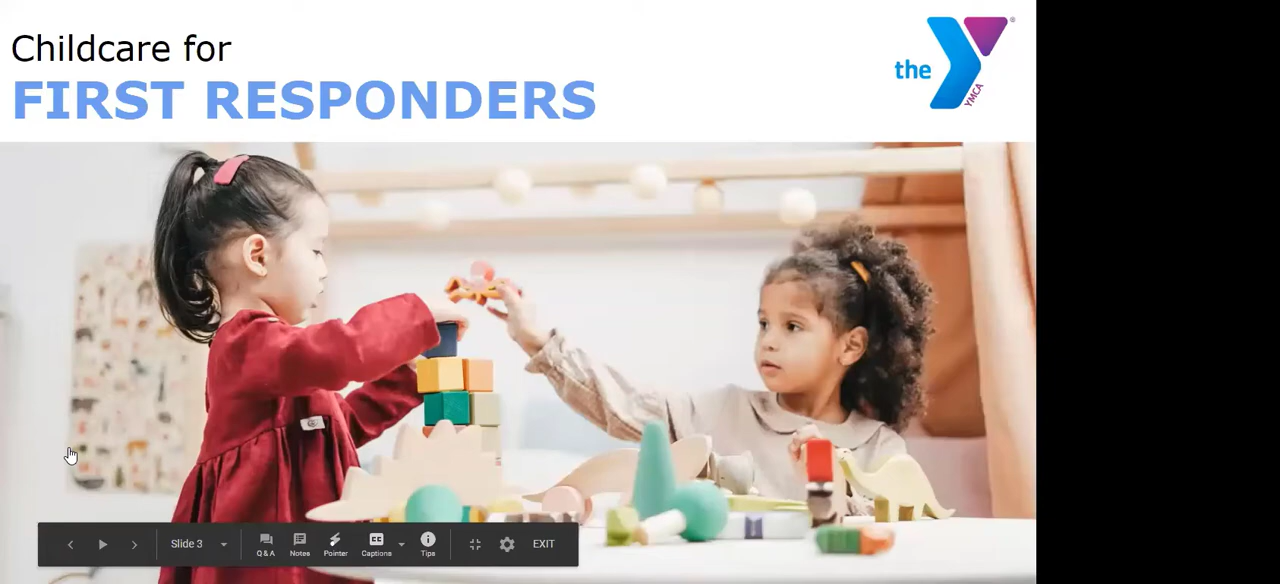 Childcare for
FIRST RESPONDERS
the
YMCA
Slide 3
Q & A
Notes
Pointer
Captions
Tips
EXIT